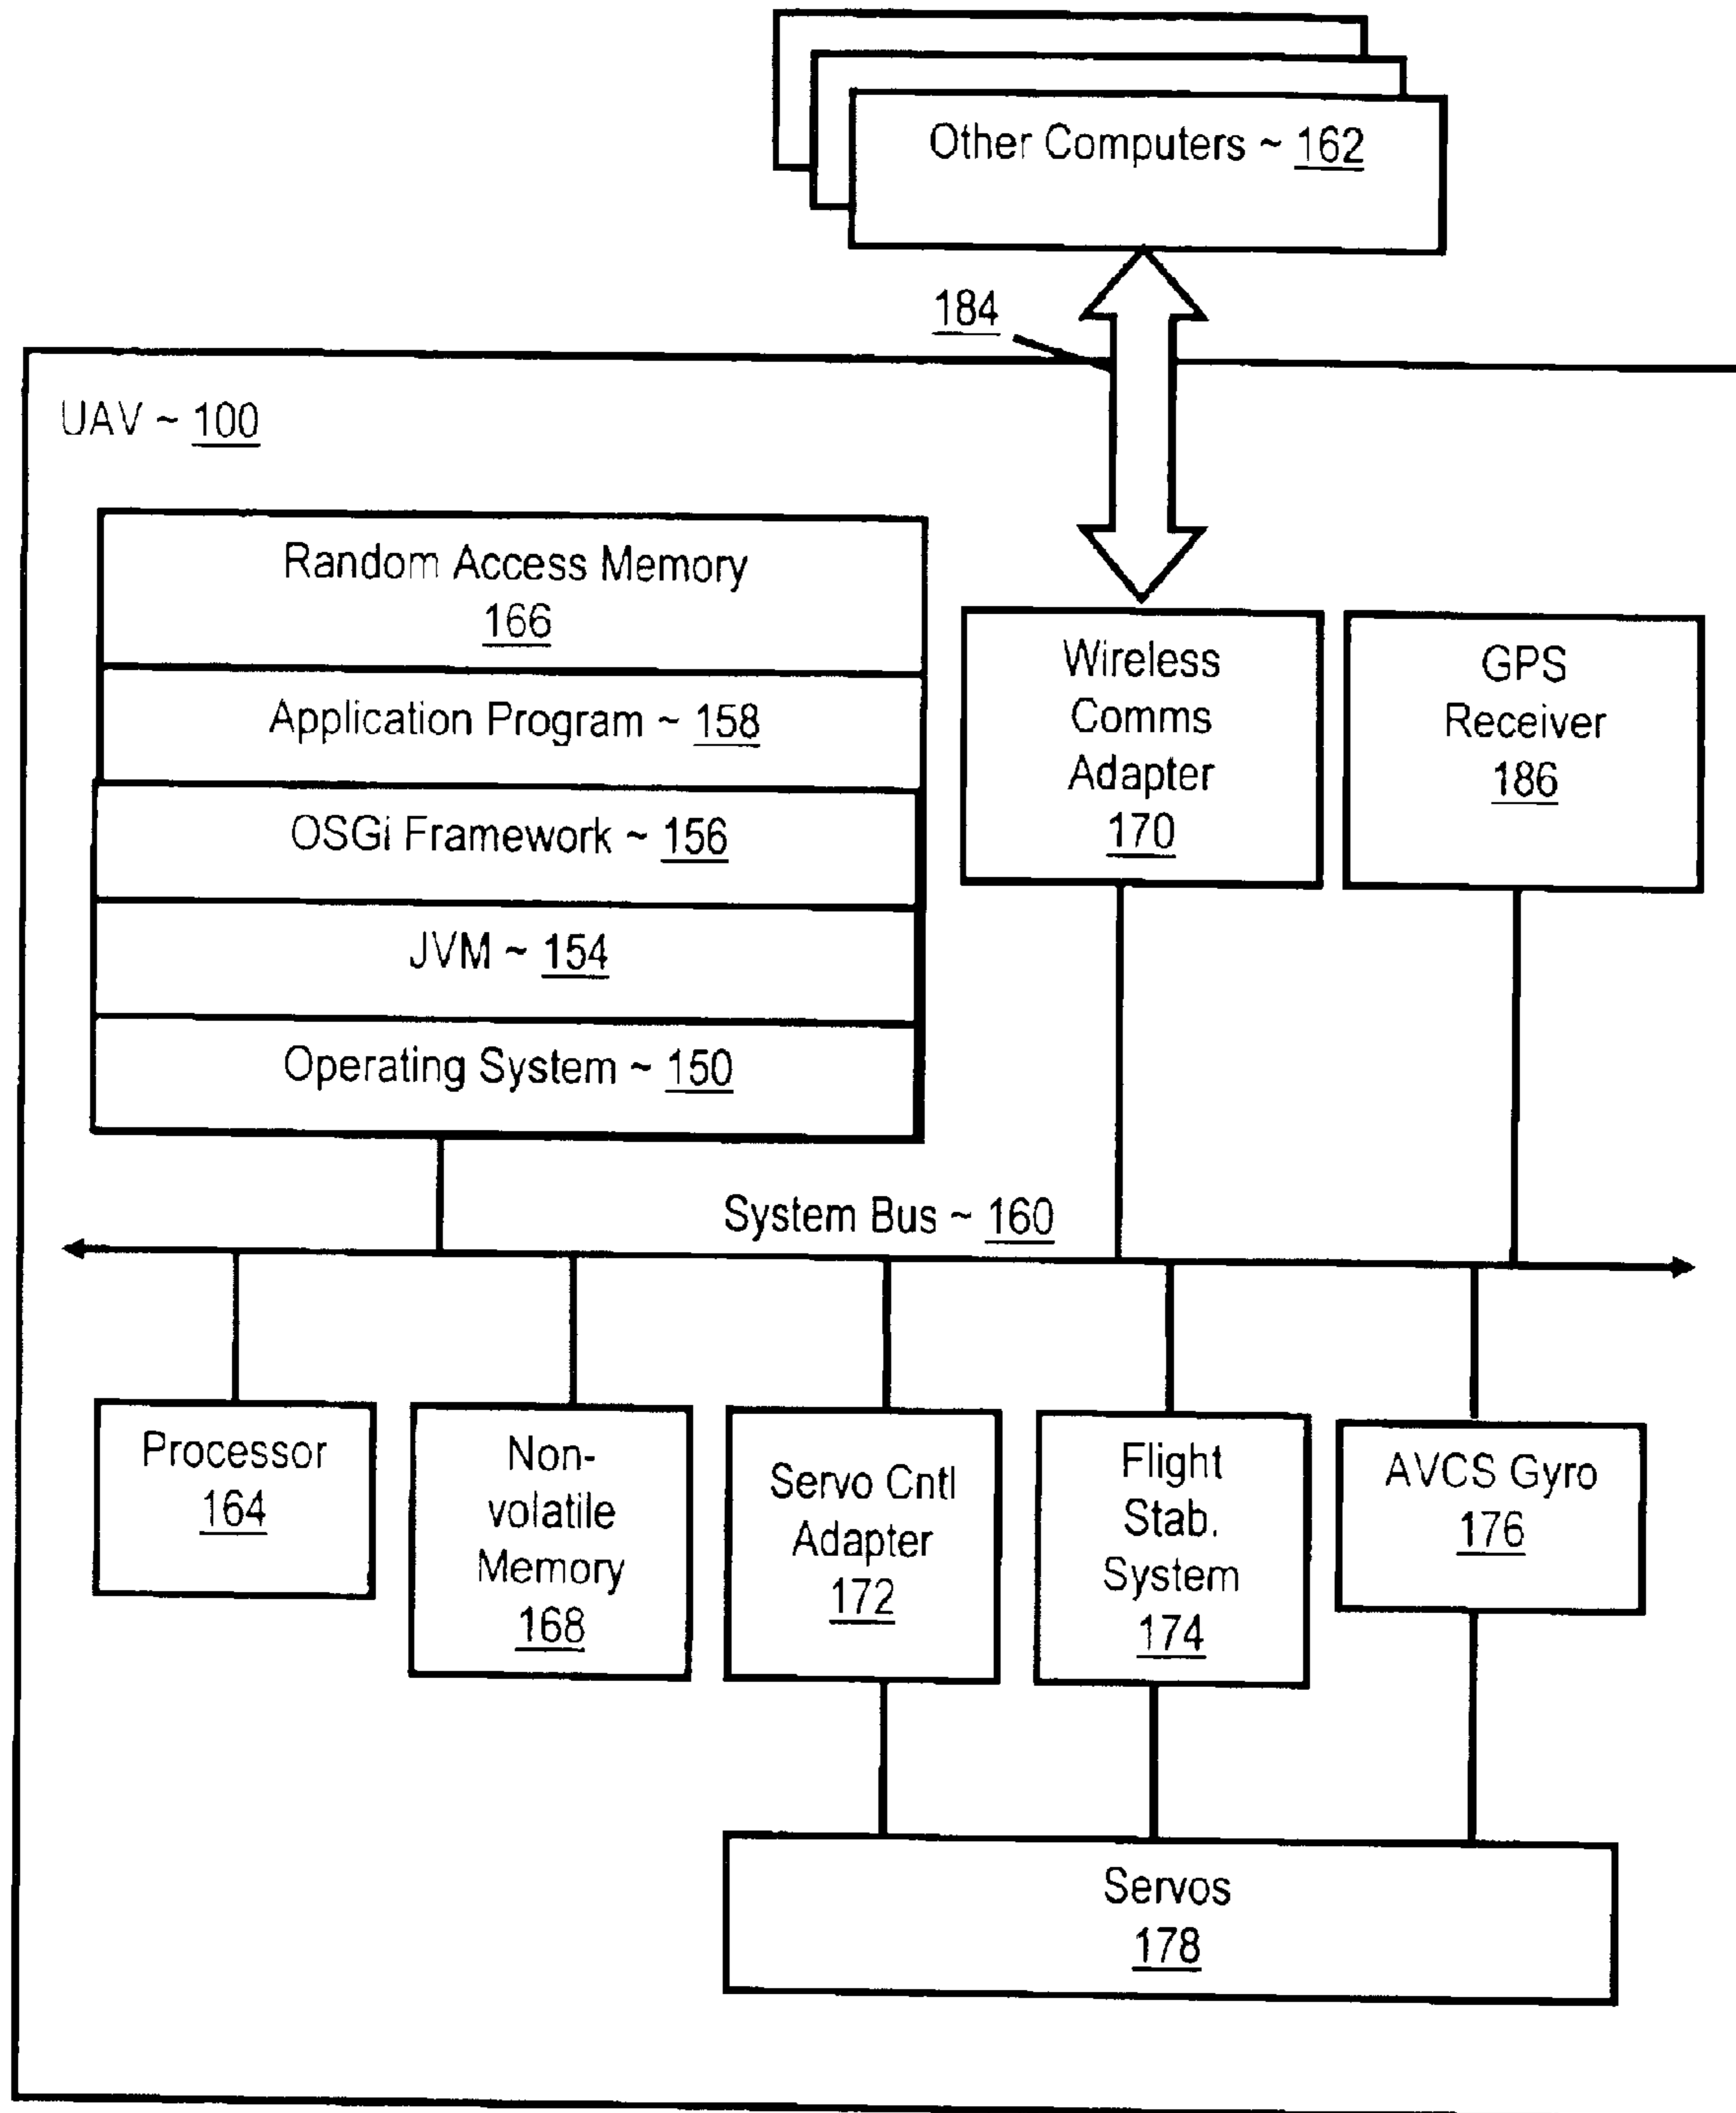 Other Computers ~ 162
184
UAV ~ 100
Random Access Memory
166
Application Program ~ 158
OSGi Framework ~ 156
JVM ~ 154
Operating System ~ 150
Wireless
Comms
Adapter
170
GPS
Receiver
186
System Bus ~ 160
Processor
164
Non-
volatile
Memory
168
Servo Cntl
Adapter
172
Flight
Stab.
System
174
AVCS Gyro
176
Servos
178